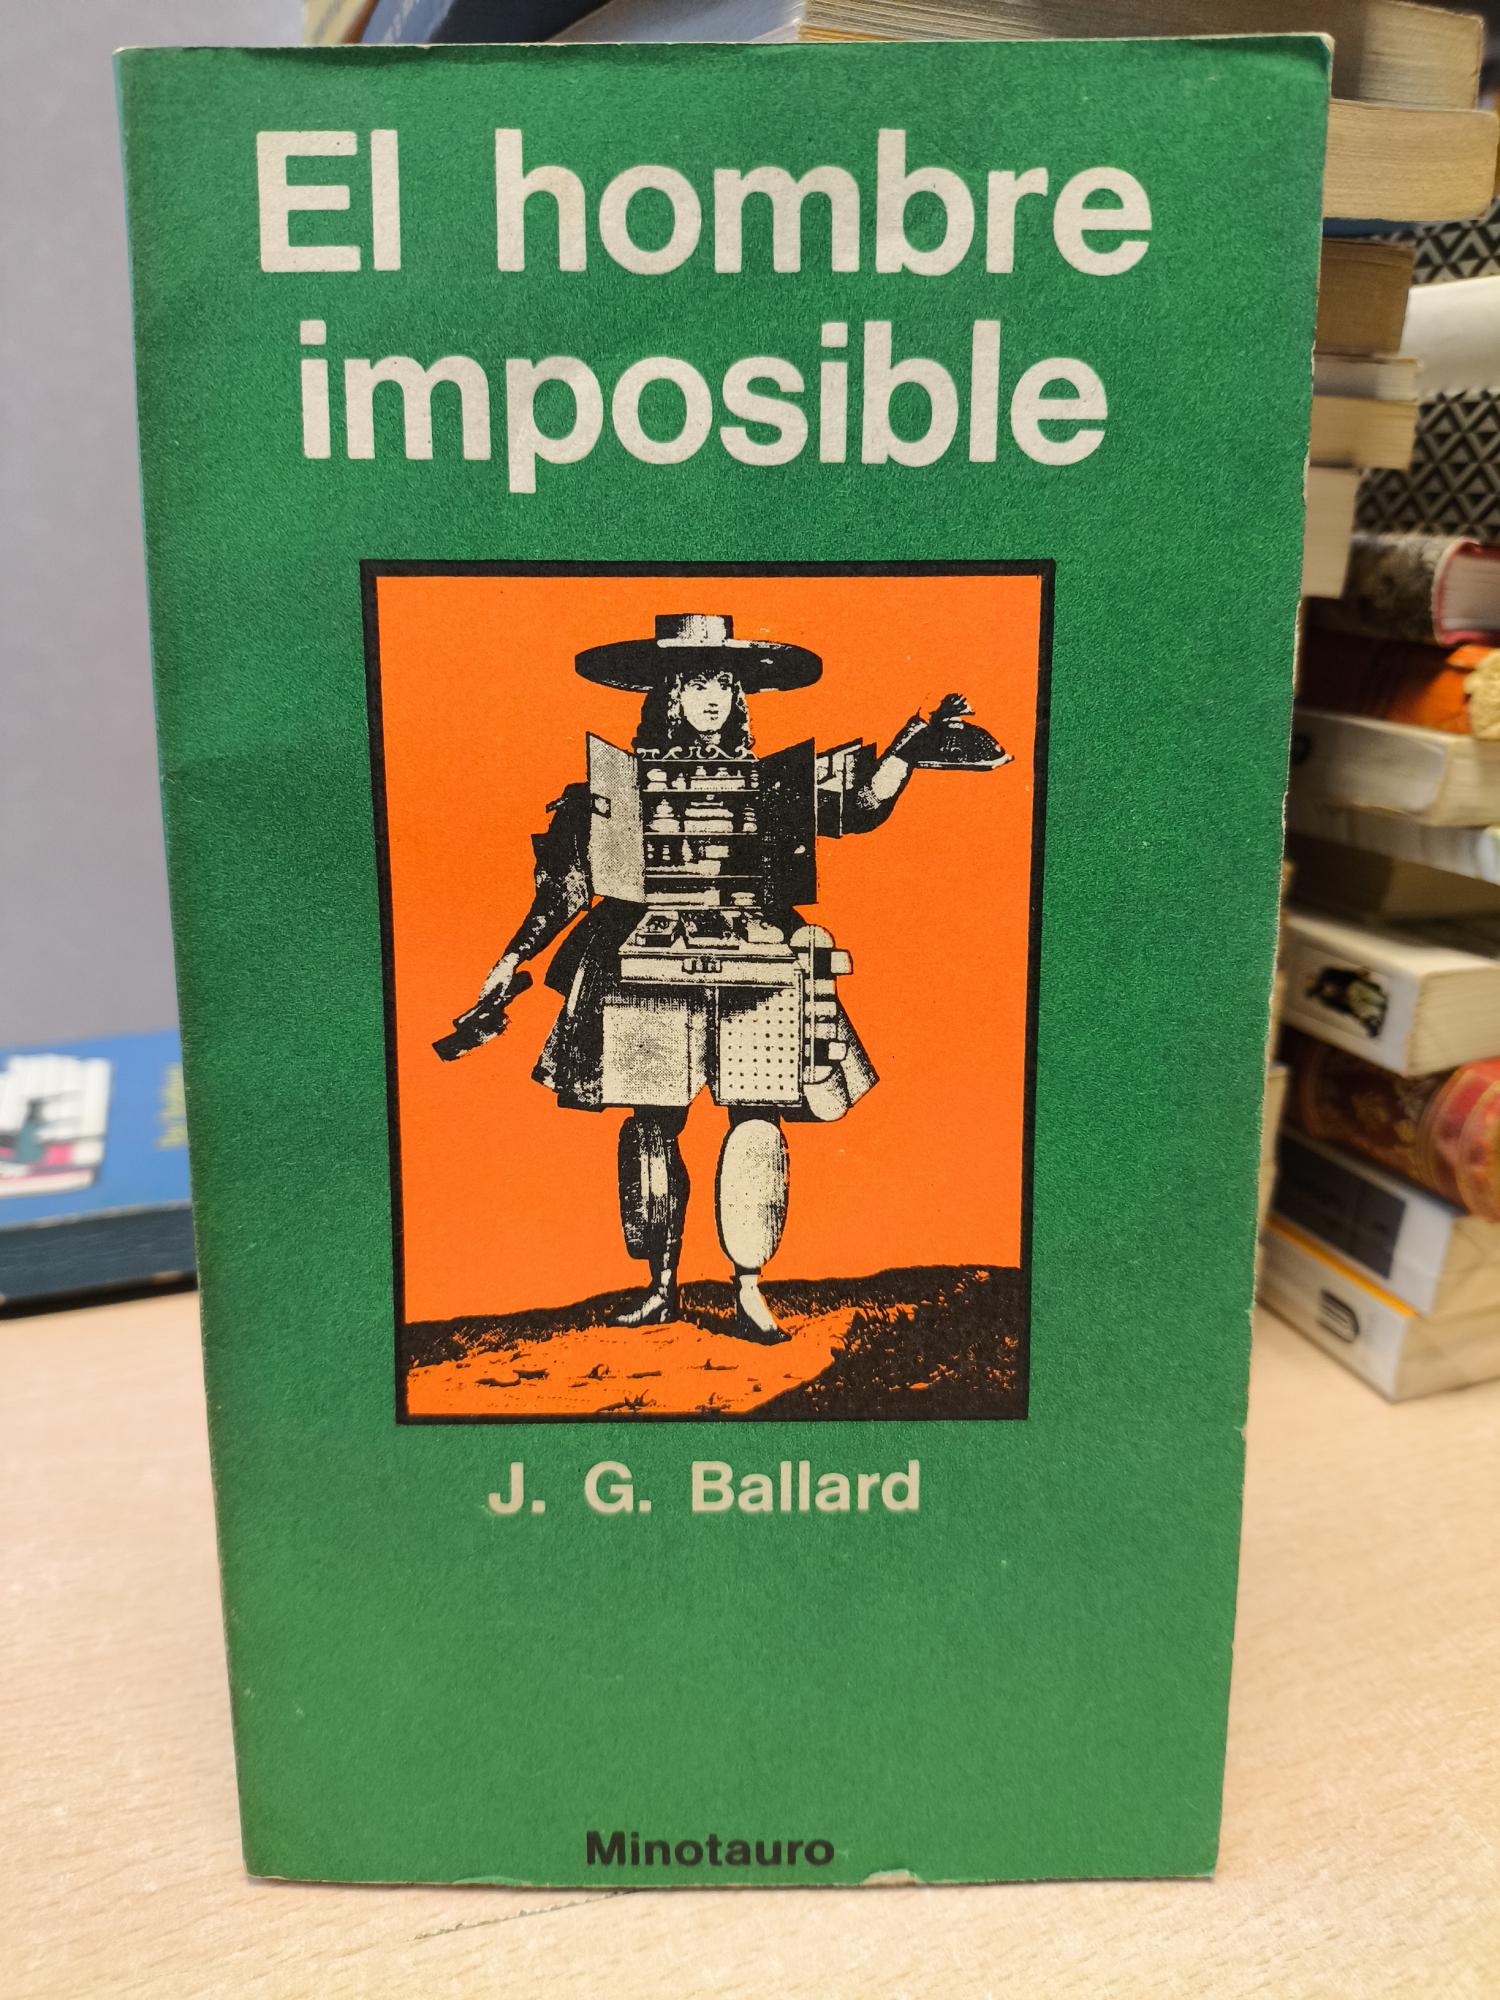 El hombre
imposible
J. G. Ballard
Minotauro